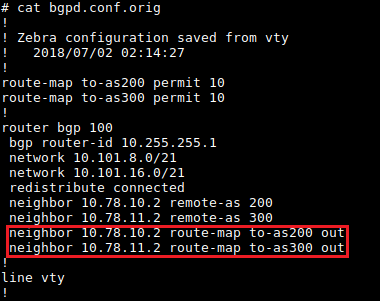 # cat bgpd.conf.orig
!
! Zebra configuration saved from vty
!   2018/07/02 02:14:27
!
route-map to-as200 permit 10
route-map to-as300 permit 10
!
router bgp 100
 bgp router-id 10.255.255.1
 network 10.101.8.0/21
 network 10.101.16.0/21
 redistribute connected
 neighbor 10.78.10.2 remote-as 200
 neighbor 10.78.11.2 remote-as 300
 neighbor 10.78.10.2 route-map to-as200 out
 neighbor 10.78.11.2 route-map to-as300 out
!
line vty
!